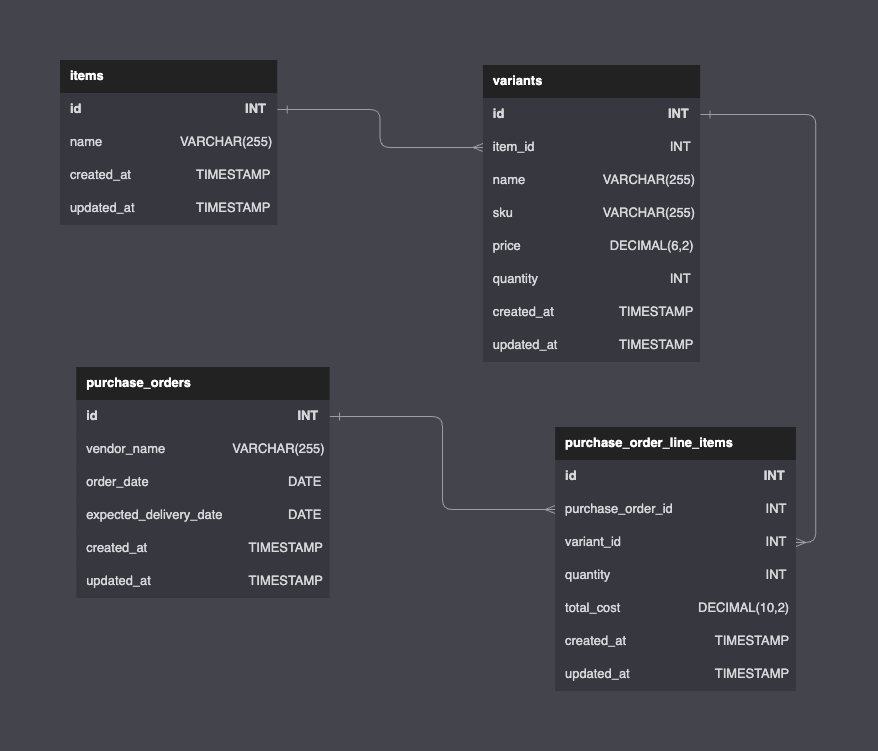 items
id INT
name VARCHAR(255)
created_at TIMESTAMP
updated_at TIMESTAMP
variants
id INT
item_id INT
name VARCHAR(255)
sku VARCHAR(255)
price DECIMAL(6,2)
quantity INT
created_at TIMESTAMP
updated_at TIMESTAMP
purchase_orders
id INT
vendor_name VARCHAR(255)
order_date DATE
expected_delivery_date DATE
created_at TIMESTAMP
updated_at TIMESTAMP
purchase_order_line_items
id INT
purchase_order_id INT
variant_id INT
quantity INT
total_cost DECIMAL(10,2)
created_at TIMESTAMP
updated_at TIMESTAMP